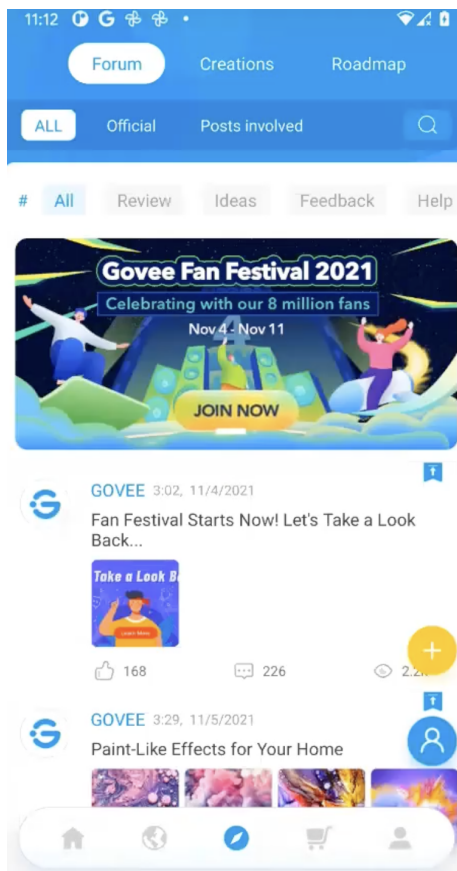 11:12
Forum Creations Roadmap
ALL Official Posts involved
# All Review Ideas Feedback Help
Govee Fan Festival 2021
Celebrating with our 8 million fans
Nov 4 - Nov 11
JOIN NOW
GOVEE 3:02, 11/4/2021
Fan Festival Starts Now! Let's Take a Look
Back...
Take a Look
Learn More
168 226
GOVEE 3:29, 11/5/2021
Paint-Like Effects for Your Home